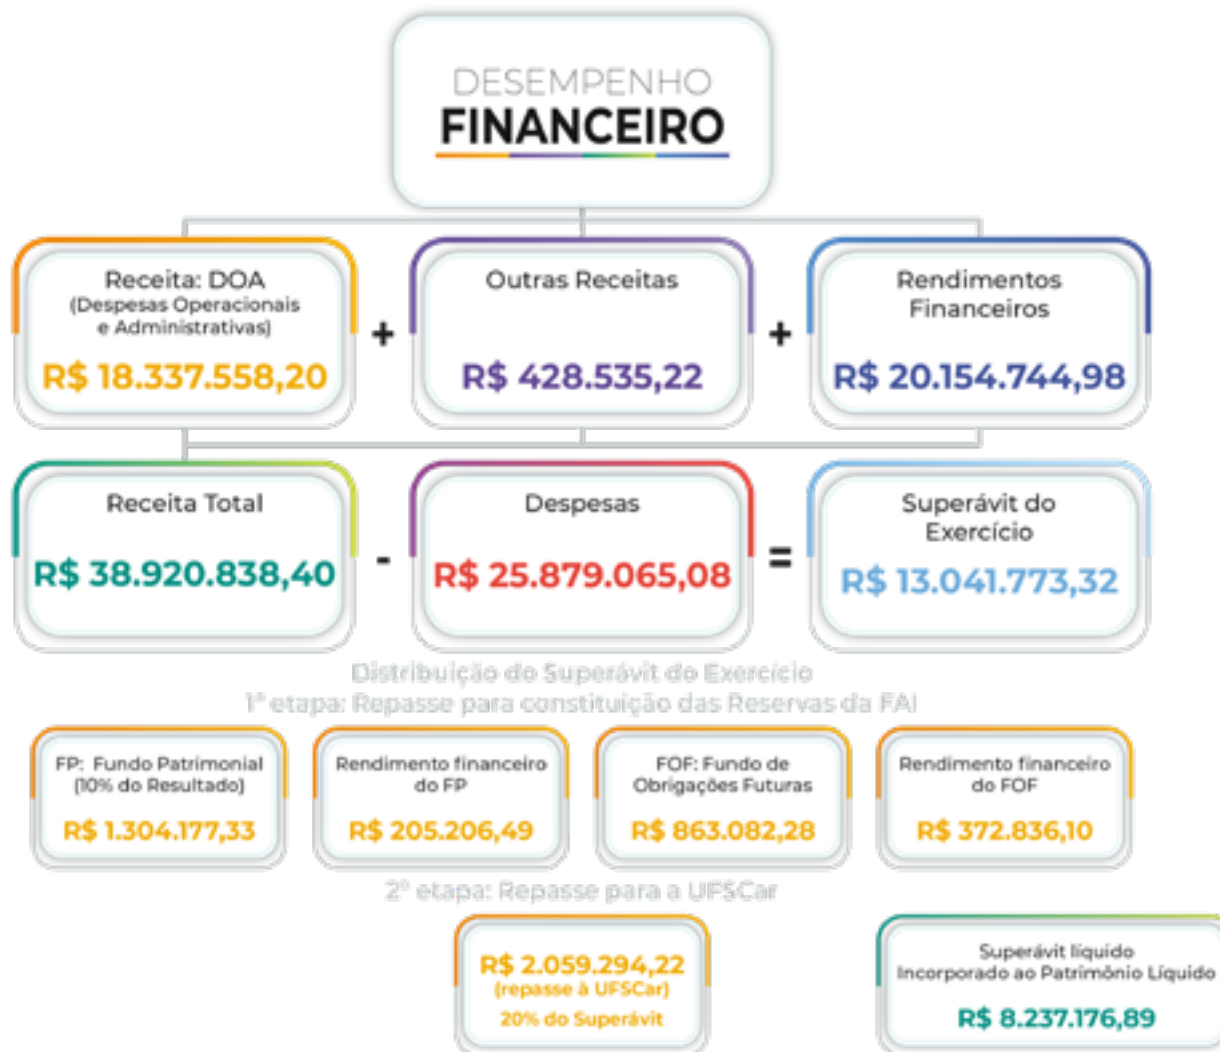 DESEMPENHO
FINANCEIRO
Receita: DOA
(Despesas Operacionais
e Administrativas)
R$ 18.337.558,20
+
Outras Receitas
R$ 428.535,22
+
Rendimentos
Financeiros
R$ 20.154.744,98
Receita Total
R$ 38.920.838,40
-
Despesas
R$ 25.879.065,08
=
Superávit do
Exercício
R$ 13.041.773,32
Distribuição do Superávit do Exercício
1ª etapa: Repasse para constituição das Reservas da FAI
FP: Fundo Patrimonial
(10% do Resultado)
R$ 1.304.177,33
Rendimento financeiro
do FP
R$ 205.206,49
FOF: Fundo de
Obrigações Futuras
R$ 863.082,28
Rendimento financeiro
do FOF
R$ 372.836,10
2ª etapa: Repasse para a UFSCar
R$ 2.059.294,22
(repasse à UFSCar)
20% do Superávit
Superávit líquido
Incorporado ao Patrimônio Líquido
R$ 8.237.176,89